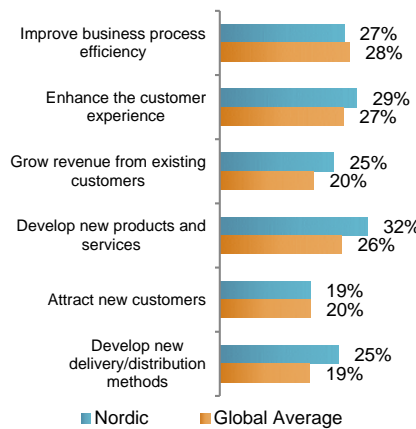 Improve business process
efficiency
27%
28%
Enhance the customer
experience
29%
27%
Grow revenue from existing
customers
25%
20%
Develop new products and
services
32%
26%
Attract new customers
19%
20%
Develop new
delivery/distribution
methods
25%
19%
Nordic
Global Average